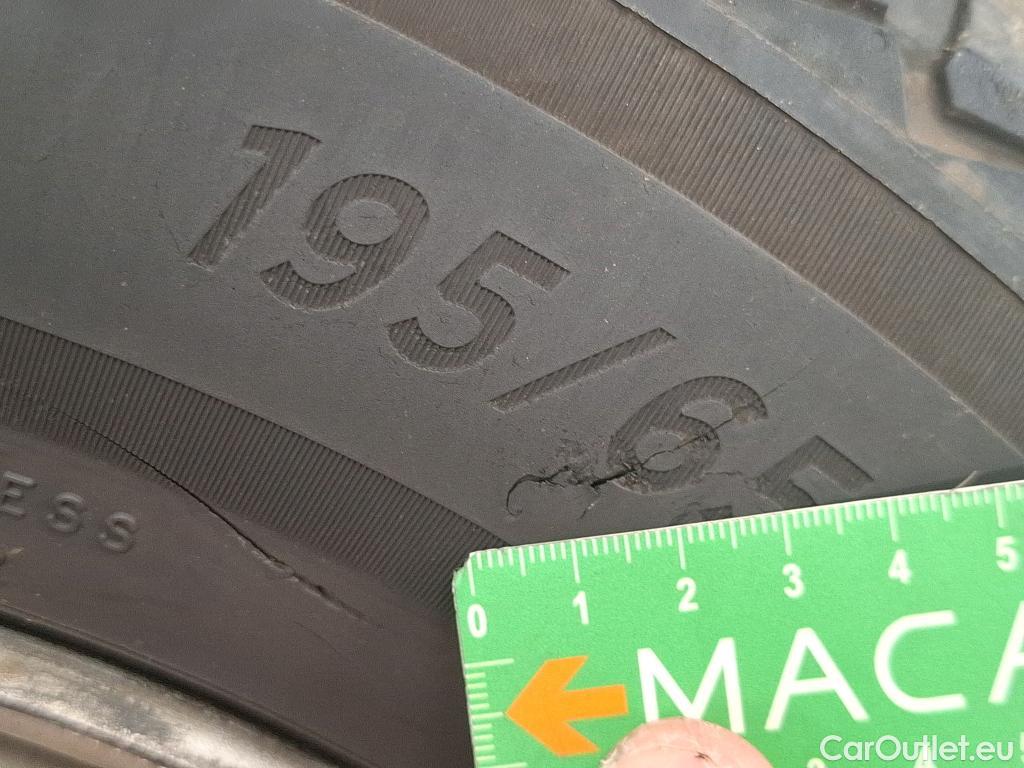 195/65
ESS
0 1 2 3 4 5
MACA
CarOutlet.eu